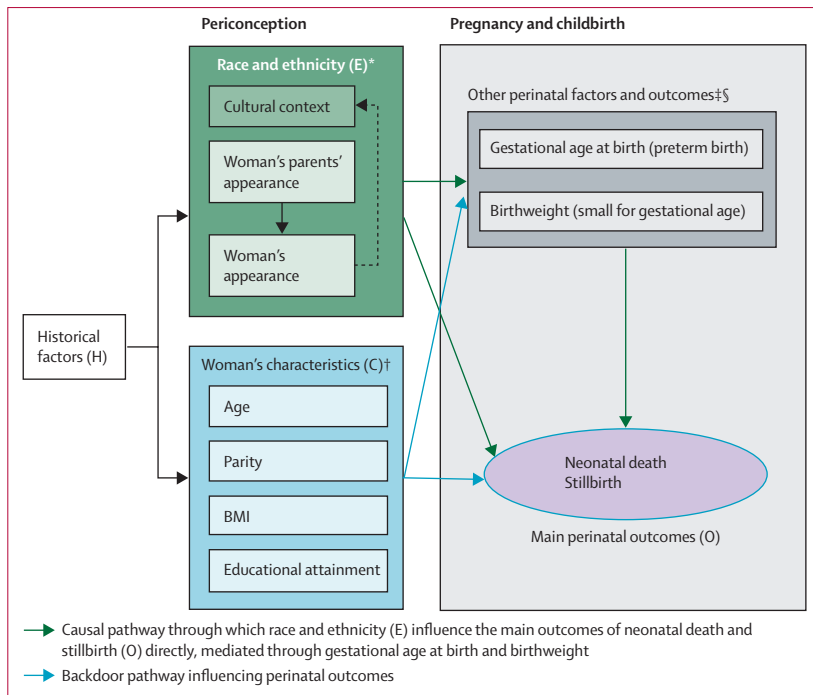 Periconception
Pregnancy and childbirth
Race and ethnicity (E)*
Cultural context
Woman's parents'
appearance
Woman's
appearance
Historical
factors (H)
Woman's characteristics (C)†
Age
Parity
BMI
Educational attainment
Other perinatal factors and outcomes‡§
Gestational age at birth (preterm birth)
Birthweight (small for gestational age)
Neonatal death
Stillbirth
Main perinatal outcomes (O)
Causal pathway through which race and ethnicity (E) influence the main outcomes of neonatal death and
stillbirth (O) directly, mediated through gestational age at birth and birthweight
Backdoor pathway influencing perinatal outcomes